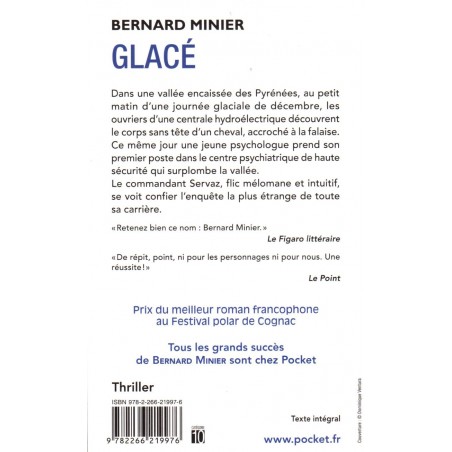 BERNARD MINIER
GLACÉ
Dans une vallée encaissée des Pyrénées, au petit
matin d'une journée glaciale de décembre, les
ouvriers d'une centrale hydroélectrique découvrent
le corps sans tête d'un cheval, accroché à la falaise.
Ce même jour une jeune psychologue prend son
premier poste dans le centre psychiatrique de haute
sécurité qui surplombe la vallée.
Le commandant Servaz, flic mélomane et intuitif,
se voit confier l'enquête la plus étrange de toute
sa carrière.
« Retenez bien ce nom : Bernard Minier. »
Le Figaro littéraire
« De répit, point, ni pour les personnages ni pour nous. Une
réussite ! »
Le Point
Prix du meilleur roman francophone
au Festival polar de Cognac
Tous les grands succès
de BERNARD MINIER sont chez Pocket
Thriller
ISBN 978-2-266-21997-6
9782266219976
10
Texte intégral
www.pocket.fr